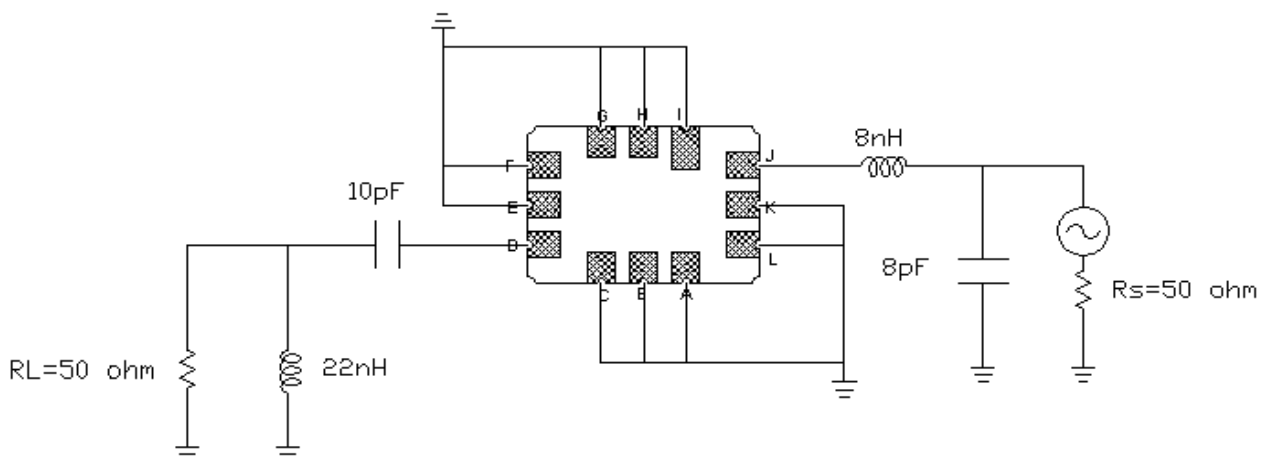 G H I
F
J
8nH
10pF
E
K
D
L
8pF
Rs=50 ohm
C B A
RL=50 ohm
22nH